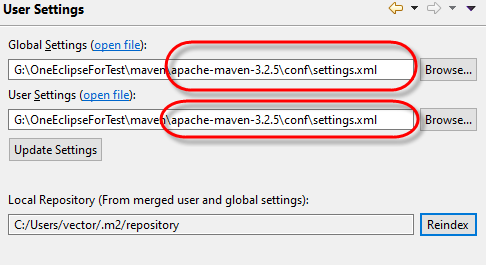 User Settings
Global Settings (open file):
G:\OneEclipseForTest\maven\apache-maven-3.2.5\conf\settings.xml Browse...
User Settings (open file):
G:\OneEclipseForTest\maven\apache-maven-3.2.5\conf\settings.xml Browse...
Update Settings
Local Repository (From merged user and global settings):
C:/Users/vector/.m2/repository Reindex